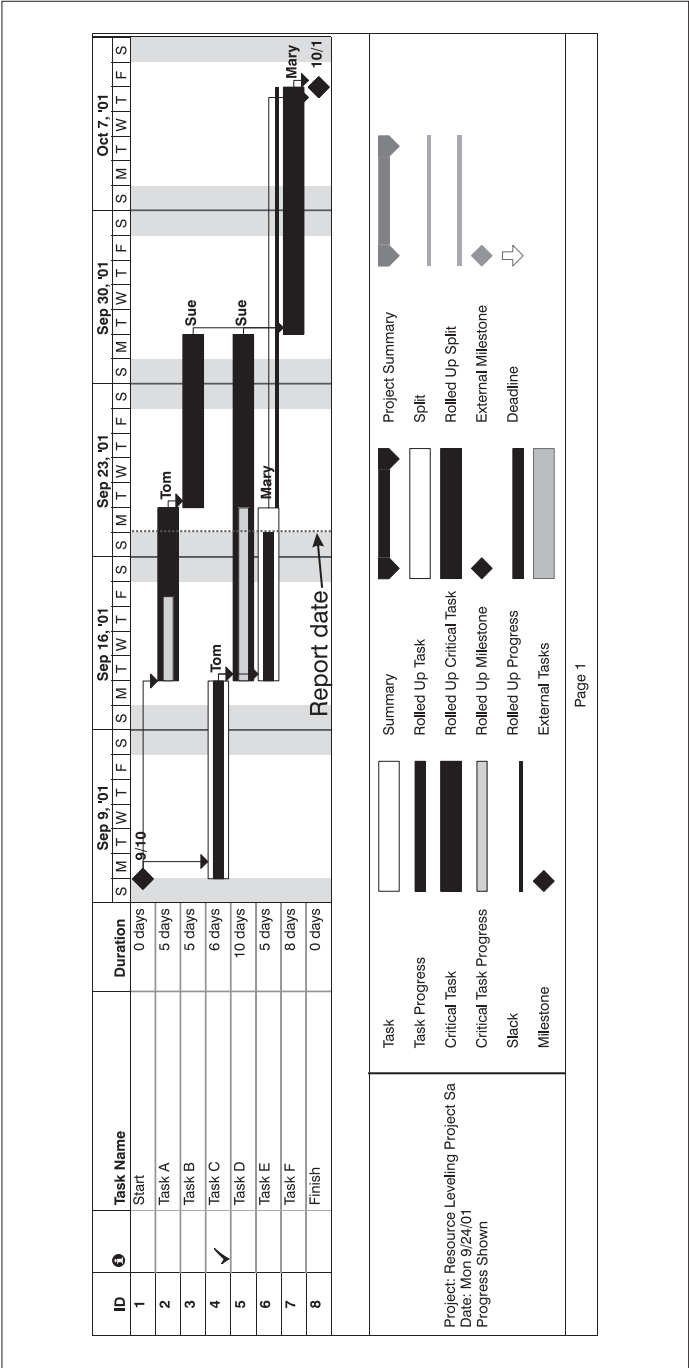 ID Task Name Duration Sep 9, '01 Sep 16, '01 Sep 23, '01 Sep 30, '01 Oct 7, '01
S M T W T F S S M T W T F S S M T W T F S S M T W T F S S M T W T F S
1 Start 0 days 9/10
2 Task A 5 days Tom
3 Task B 5 days Sue
4 Task C 6 days Tom
5 Task D 10 days Sue
6 Task E 5 days Mary
7 Task F 8 days Mary
8 Finish 0 days 10/1
Report date
Project: Resource Leveling Project Sa
Date: Mon 9/24/01
Progress Shown
Task
Task Progress
Critical Task
Critical Task Progress
Slack
Milestone
Summary
Rolled Up Task
Rolled Up Critical Task
Rolled Up Milestone
Rolled Up Progress
External Tasks
Project Summary
Split
Rolled Up Split
External Milestone
Deadline
Page 1